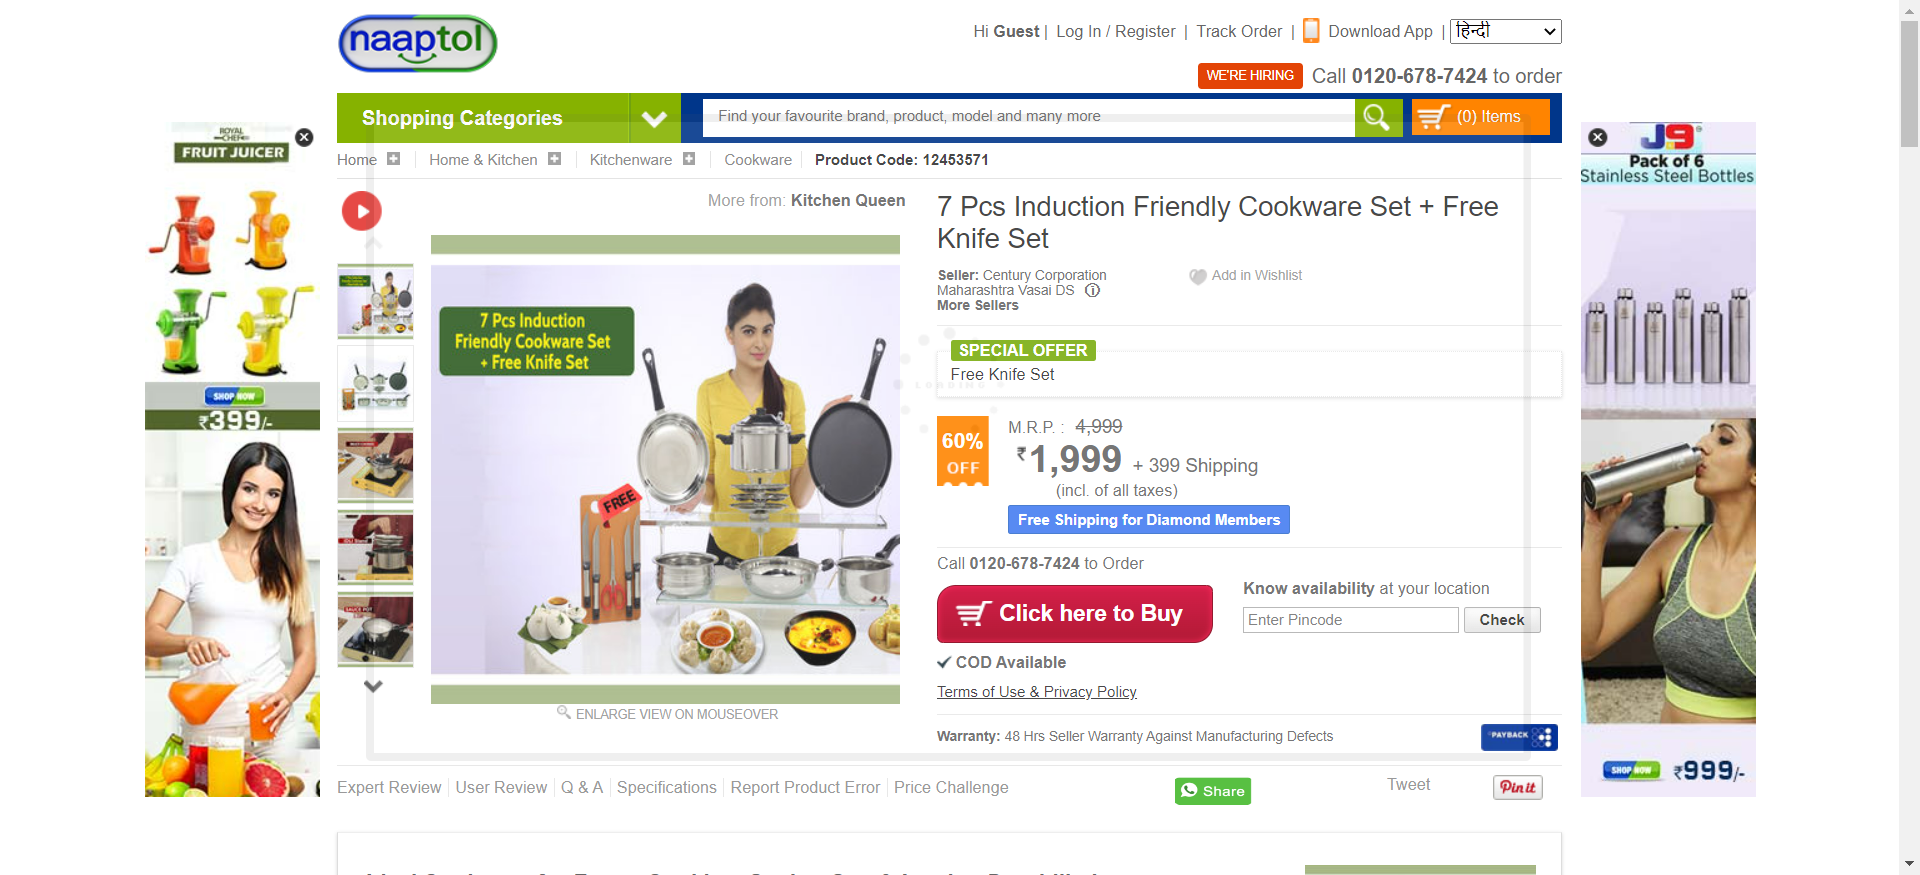 naaptol
Hi Guest | Log In / Register | Track Order | Download App | हिन्दी
WE'RE HIRING Call 0120-678-7424 to order
Shopping Categories
Find your favourite brand, product, model and many more
(0) Items
Home Home & Kitchen Kitchenware Cookware Product Code: 12453571
ROYAL
CHEF
FRUIT JUICER
SHOP NOW
₹399/-
More from: Kitchen Queen
7 Pcs Induction
Friendly Cookware Set
+ Free Knife Set
FREE
ENLARGE VIEW ON MOUSEOVER
7 Pcs Induction Friendly Cookware Set + Free
Knife Set
Seller: Century Corporation
Maharashtra Vasai DS
More Sellers
Add in Wishlist
SPECIAL OFFER
Free Knife Set
LOADING
60%
OFF
M.R.P. : 4,999
₹1,999 + 399 Shipping
(incl. of all taxes)
Free Shipping for Diamond Members
Call 0120-678-7424 to Order
Click here to Buy
Know availability at your location
Enter Pincode
Check
COD Available
Terms of Use & Privacy Policy
Warranty: 48 Hrs Seller Warranty Against Manufacturing Defects
PAYBACK
J9
Pack of 6
Stainless Steel Bottles
SHOP NOW
₹999/-
Expert Review User Review Q & A Specifications Report Product Error Price Challenge
Share
Tweet
Pin it